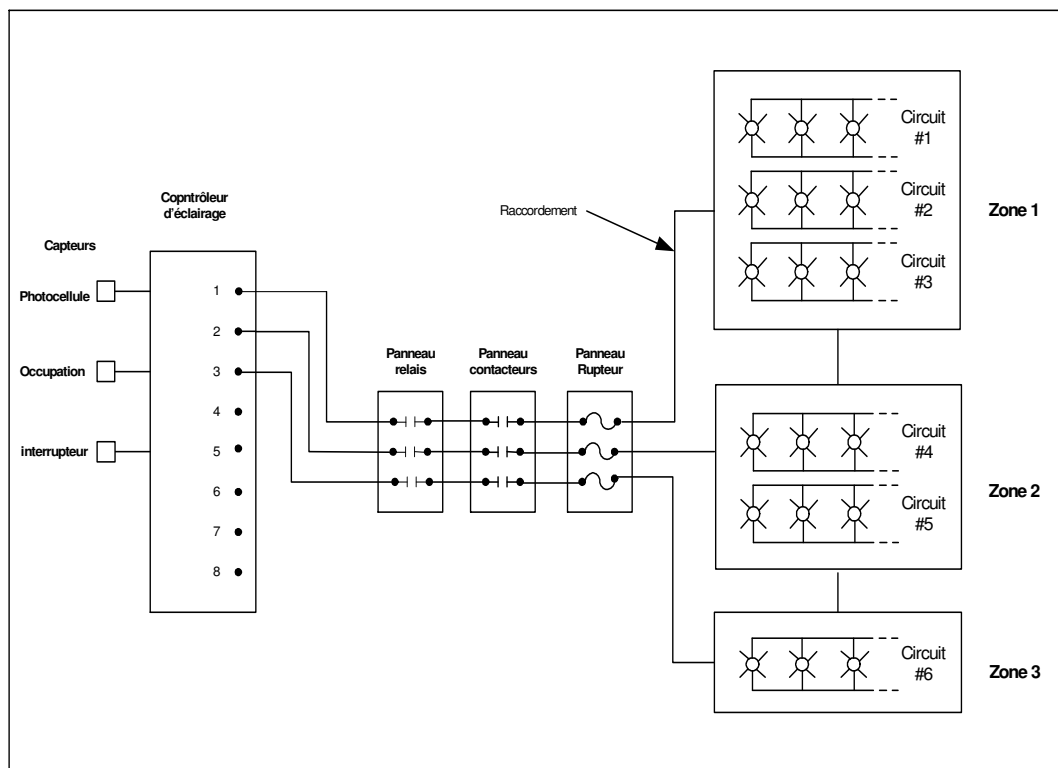 Copntrôleur
d'éclairage
Capteurs
Photocellule
Occupation
interrupteur
1
2
3
4
5
6
7
8
Panneau
relais
Panneau
contacteurs
Panneau
Rupteur
Raccordement
Circuit
#1
Circuit
#2
Circuit
#3
Zone 1
Circuit
#4
Circuit
#5
Zone 2
Circuit
#6
Zone 3